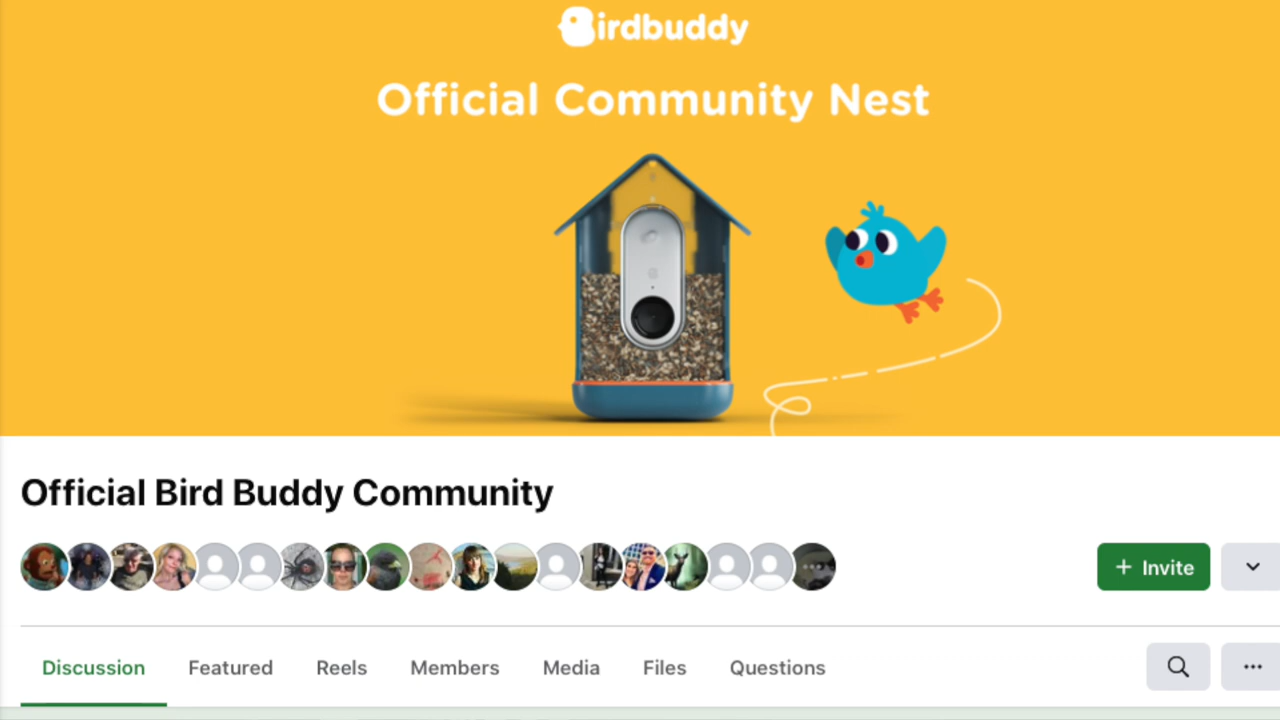 Birdbuddy
Official Community Nest
Official Bird Buddy Community
+ Invite
Discussion Featured Reels Members Media Files Questions